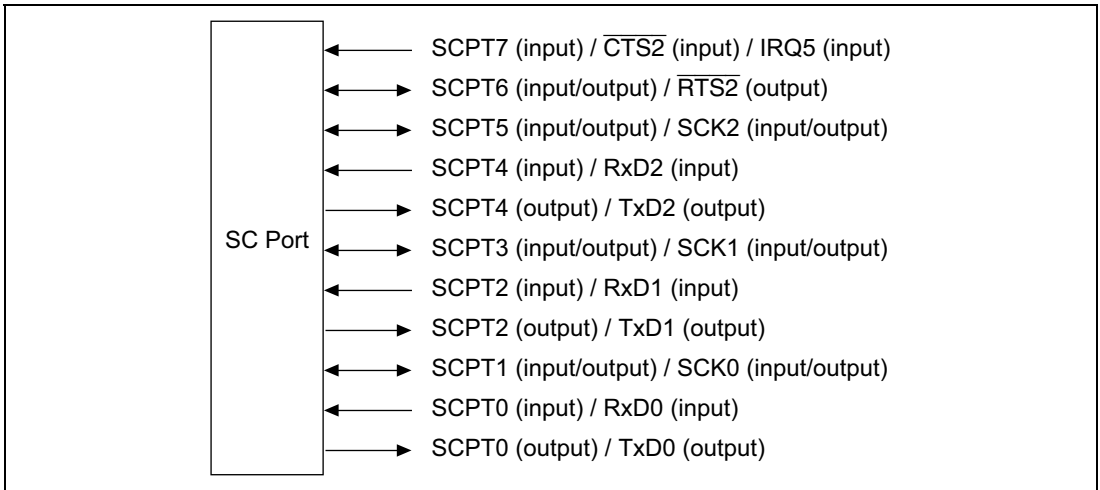 SCPT7 (input) / C̅T̅S̅2̅ (input) / IRQ5 (input)
SCPT6 (input/output) / R̅T̅S̅2̅ (output)
SCPT5 (input/output) / SCK2 (input/output)
SCPT4 (input) / RxD2 (input)
SCPT4 (output) / TxD2 (output)
SC Port
SCPT3 (input/output) / SCK1 (input/output)
SCPT2 (input) / RxD1 (input)
SCPT2 (output) / TxD1 (output)
SCPT1 (input/output) / SCK0 (input/output)
SCPT0 (input) / RxD0 (input)
SCPT0 (output) / TxD0 (output)